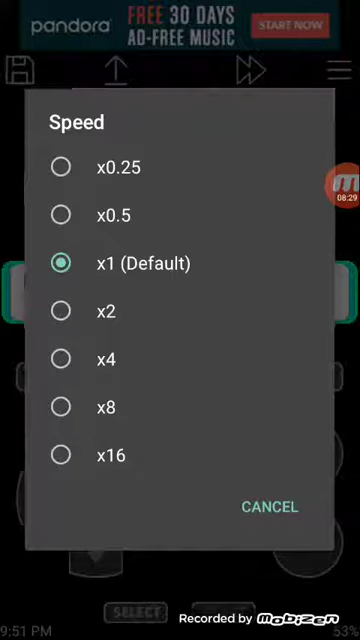 pandora
FREE 30 DAYS
AD-FREE MUSIC
START NOW
Speed
08:29
x0.25
x0.5
x1 (Default)
x2
x4
x8
x16
CANCEL
SELECT
Recorded by mobizen
9:51 PM
53%